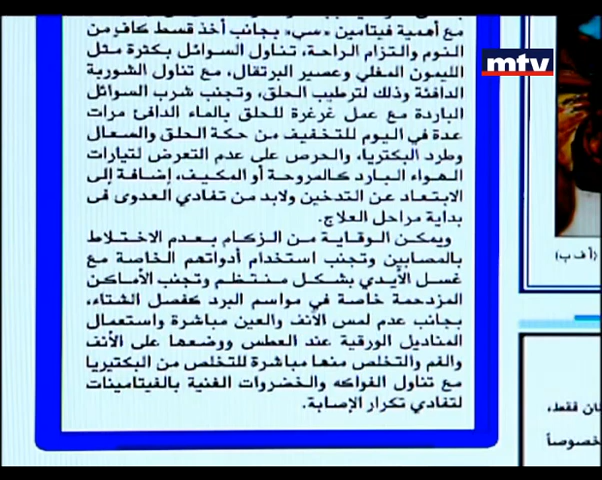 مع أهمية فيتامين «سي» بجانب أخذ قسط كافٍ من
النوم والتزام الراحة، تناول السوائل بكثرة مثل
الليمون المغلي وعصير البرتقال، مع تناول الشوربة
الدافئة وذلك لترطيب الحلق، وتجنب شرب السوائل
الباردة مع عمل غرغرة للحلق بالماء الدافئ مرات
عدة في اليوم للتخفيف من حكة الحلق والسعال
وطرد البكتريا، والحرص على عدم التعرض لتيارات
الهواء البارد كالمروحة أو المكيف، إضافة إلى
الابتعاد عن التدخين ولابد من تفادي العدوى فى
بداية مراحل العلاج.
ويمكن الوقاية من الزكام بعدم الاختلاط
بالمصابين وتجنب استخدام أدواتهم الخاصة مع
غسل الأيدي بشكل منتظم وتجنب الأماكن
المزدحمة خاصة في مواسم البرد كفصل الشتاء،
بجانب عدم لمس الأنف والعين مباشرة واستعمال
المناديل الورقية عند العطس ووضعها على الأنف
والفم والتخلص منها مباشرة للتخلص من البكتيريا
مع تناول الفواكه والخضروات الغنية بالفيتامينات
لتفادي تكرار الإصابة.
mtv
(أ ف ب)
فقط،
خصوصاً